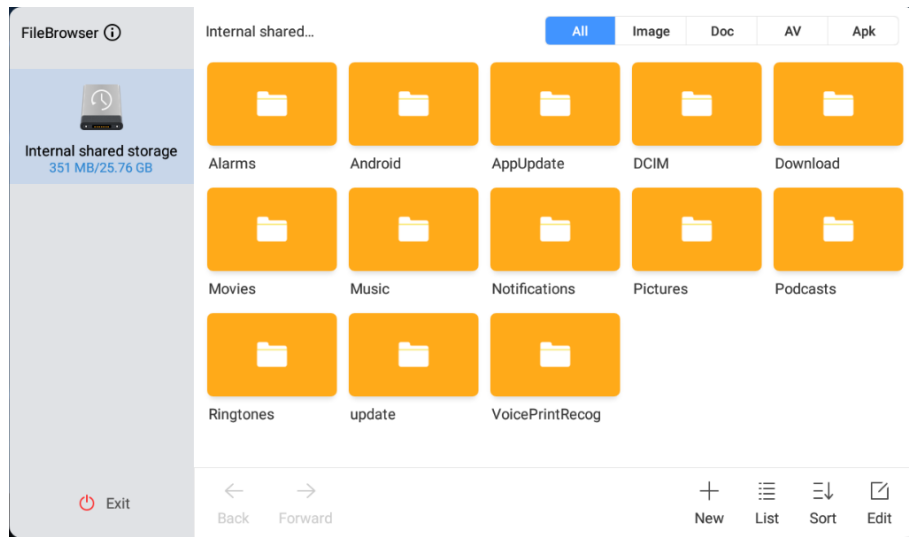 FileBrowser
Internal shared...
All Image Doc AV Apk
Internal shared storage
351 MB/25.76 GB
Alarms Android AppUpdate DCIM Download
Movies Music Notifications Pictures Podcasts
Ringtones update VoicePrintRecog
Exit
Back Forward New List Sort Edit